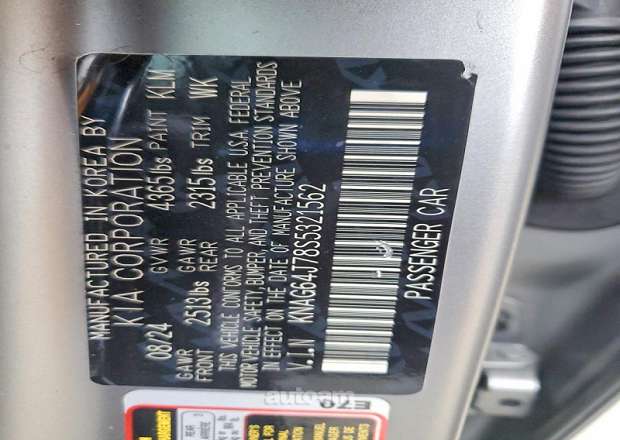 MANUFACTURED IN KOREA BY
KIA CORPORATION
08/24 GVWR 4365lbs PAINT KLM
GAWR FRONT 2513lbs GAWR REAR 2315lbs TRIM WK
THIS VEHICLE CONFORMS TO ALL APPLICABLE U.S.A. FEDERAL
MOTOR VEHICLE SAFETY, BUMPER, AND THEFT PREVENTION STANDARDS
IN EFFECT ON THE DATE OF MANUFACTURE SHOWN ABOVE
V.I.N KNAG64J78S5321562
PASSENGER CAR
autoam
E70
REAR